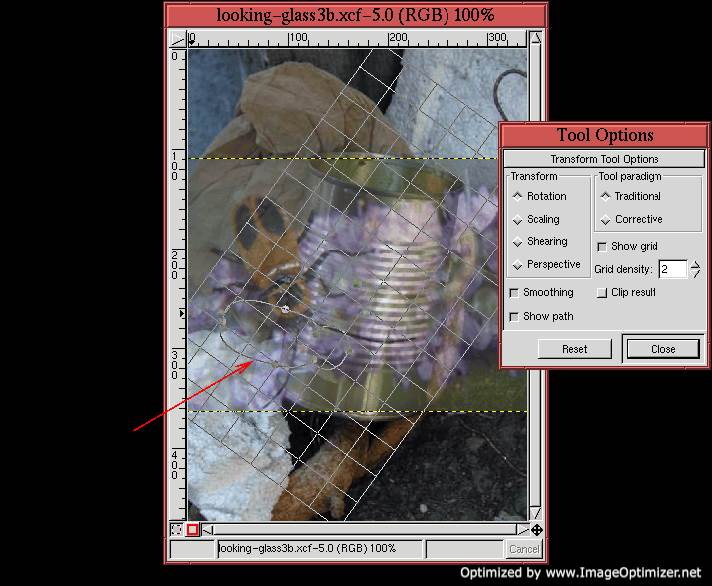 looking-glass3b.xcf-5.0 (RGB) 100%
0 100 200 300
0
100
200
300
400
Tool Options
Transform Tool Options
Transform
Rotation
Scaling
Shearing
Perspective
Tool paradigm
Traditional
Corrective
Show grid
Grid density: 2
Smoothing
Clip result
Show path
Reset
Close
looking-glass3b.xcf-5.0 (RGB) 100%
Cancel
Optimized by www.ImageOptimizer.net